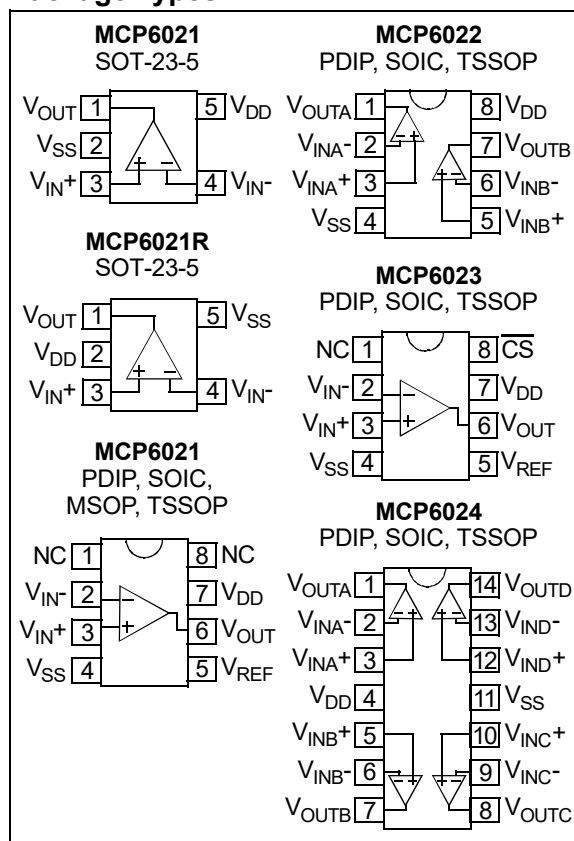 MCP6021
SOT-23-5
VOUT 1 5 VDD
VSS 2
VIN+ 3 4 VIN-
MCP6021R
SOT-23-5
VOUT 1 5 VSS
VDD 2
VIN+ 3 4 VIN-
MCP6021
PDIP, SOIC,
MSOP, TSSOP
NC 1 8 NC
VIN- 2 7 VDD
VIN+ 3 6 VOUT
VSS 4 5 VREF
MCP6022
PDIP, SOIC, TSSOP
VOUTA 1 8 VDD
VINA- 2 7 VOUTB
VINA+ 3 6 VINB-
VSS 4 5 VINB+
MCP6023
PDIP, SOIC, TSSOP
NC 1 8 C̅S̅
VIN- 2 7 VDD
VIN+ 3 6 VOUT
VSS 4 5 VREF
MCP6024
PDIP, SOIC, TSSOP
VOUTA 1 14 VOUTD
VINA- 2 13 VIND-
VINA+ 3 12 VIND+
VDD 4 11 VSS
VINB+ 5 10 VINC+
VINB- 6 9 VINC-
VOUTB 7 8 VOUTC